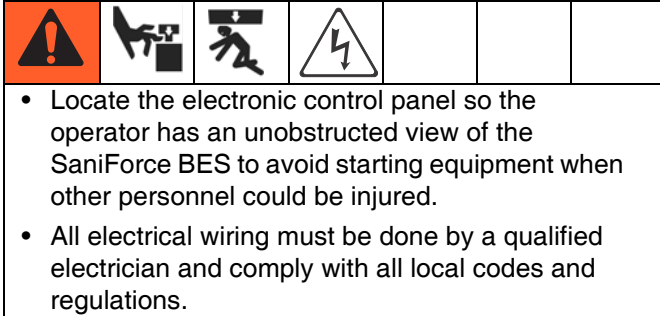 • Locate the electronic control panel so the
operator has an unobstructed view of the
SaniForce BES to avoid starting equipment when
other personnel could be injured.
• All electrical wiring must be done by a qualified
electrician and comply with all local codes and
regulations.